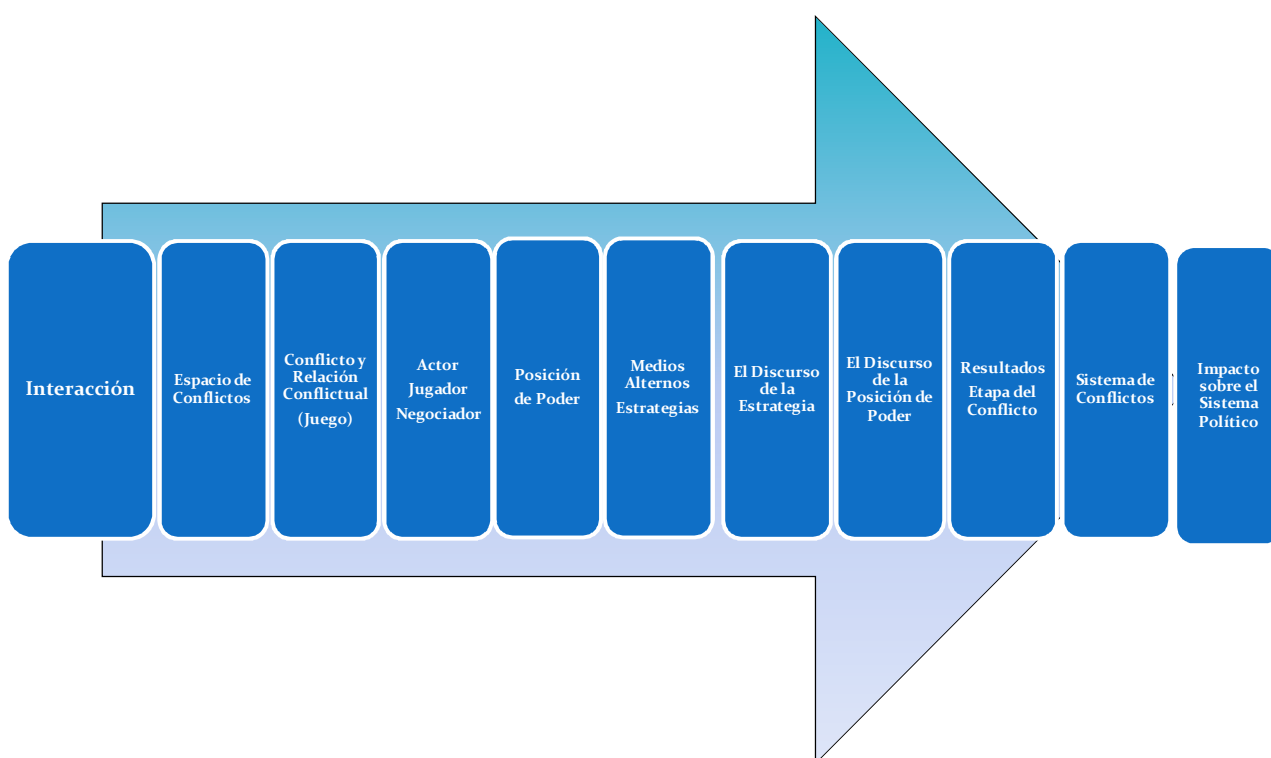 Interacción
Espacio de
Conflictos
Conflicto y
Relación
Conflictual
(Juego)
Actor
Jugador
Negociador
Posición
de Poder
Medios
Alternos
Estrategias
El Discurso
de la
Estrategia
El Discurso
de la
Posición de
Poder
Resultados
Etapa del
Conflicto
Sistema de
Conflictos
Impacto
sobre el
Sistema
Político